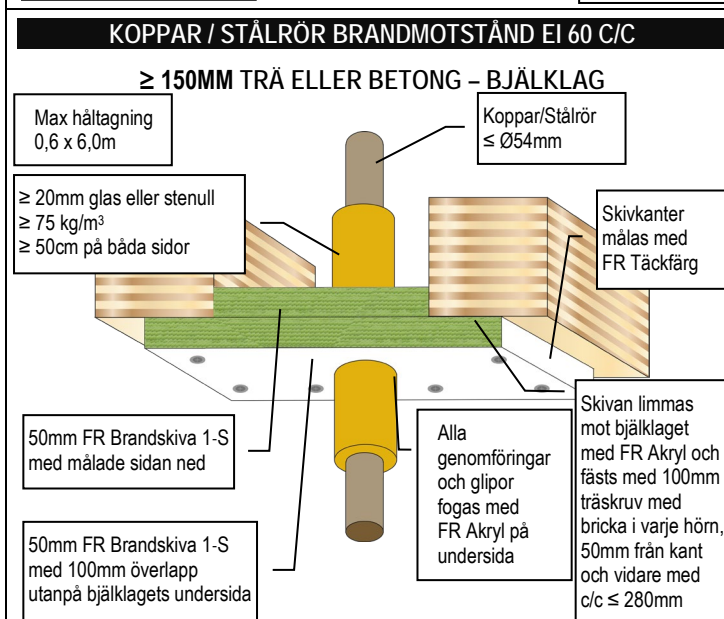 KOPPAR / STÅLRÖR BRANDMOTSTÅND EI 60 C/C
≥ 150MM TRÄ ELLER BETONG – BJÄLKLAG
Max håltagning
0,6 x 6,0m
Koppar/Stålrör
≤ Ø54mm
≥ 20mm glas eller stenull
≥ 75 kg/m³
≥ 50cm på båda sidor
Skivkanter
målas med
FR Täckfärg
50mm FR Brandskiva 1-S
med målade sidan ned
Alla
genomföringar
och glipor
fogas med
FR Akryl på
undersida
Skivan limmas
mot bjälklaget
med FR Akryl och
fästs med 100mm
träskruv med
bricka i varje hörn,
50mm från kant
och vidare med
c/c ≤ 280mm
50mm FR Brandskiva 1-S
med 100mm överlapp
utanpå bjälklagets undersida